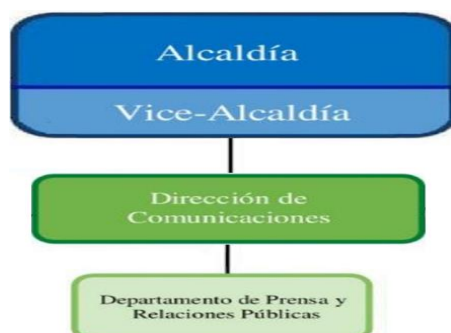 Alcaldía
Vice-Alcaldía
Dirección de
Comunicaciones
Departamento de Prensa y
Relaciones Públicas